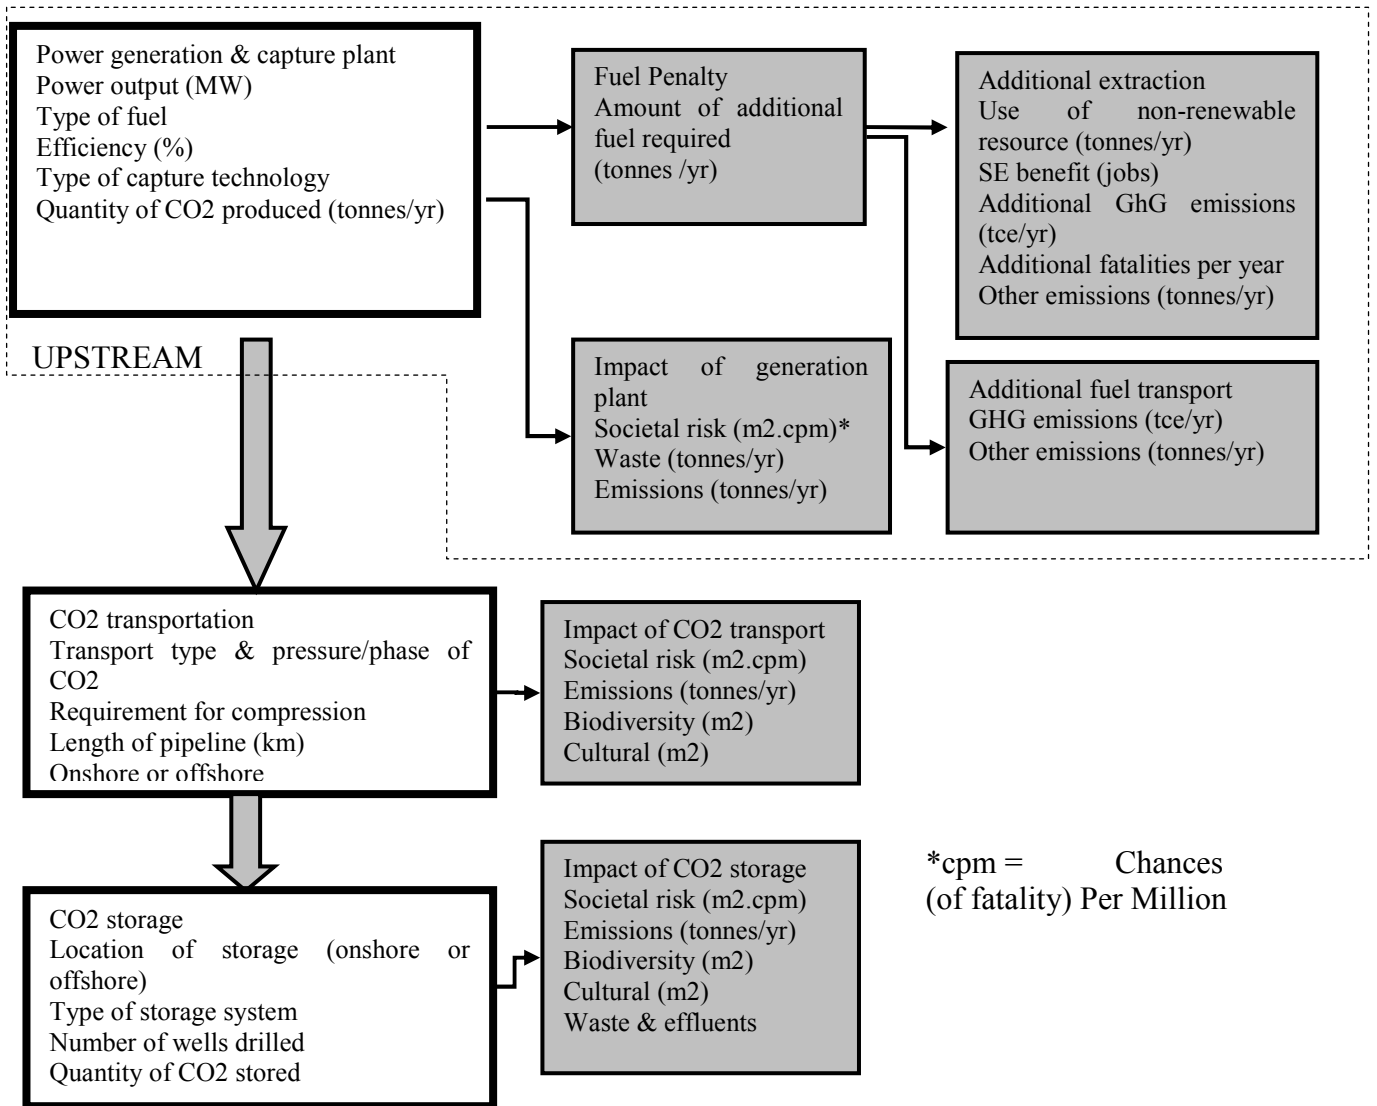 Power generation & capture plant
Power output (MW)
Type of fuel
Efficiency (%)
Type of capture technology
Quantity of CO2 produced (tonnes/yr)
Fuel Penalty
Amount of additional
fuel required
(tonnes /yr)
Additional extraction
Use of non-renewable
resource (tonnes/yr)
SE benefit (jobs)
Additional GhG emissions
(tce/yr)
Additional fatalities per year
Other emissions (tonnes/yr)
UPSTREAM
Impact of generation
plant
Societal risk (m2.cpm)*
Waste (tonnes/yr)
Emissions (tonnes/yr)
Additional fuel transport
GHG emissions (tce/yr)
Other emissions (tonnes/yr)
CO2 transportation
Transport type & pressure/phase of
CO2
Requirement for compression
Length of pipeline (km)
Onshore or offshore
Impact of CO2 transport
Societal risk (m2.cpm)
Emissions (tonnes/yr)
Biodiversity (m2)
Cultural (m2)
CO2 storage
Location of storage (onshore or
offshore)
Type of storage system
Number of wells drilled
Quantity of CO2 stored
Impact of CO2 storage
Societal risk (m2.cpm)
Emissions (tonnes/yr)
Biodiversity (m2)
Cultural (m2)
Waste & effluents
*cpm = Chances
(of fatality) Per Million